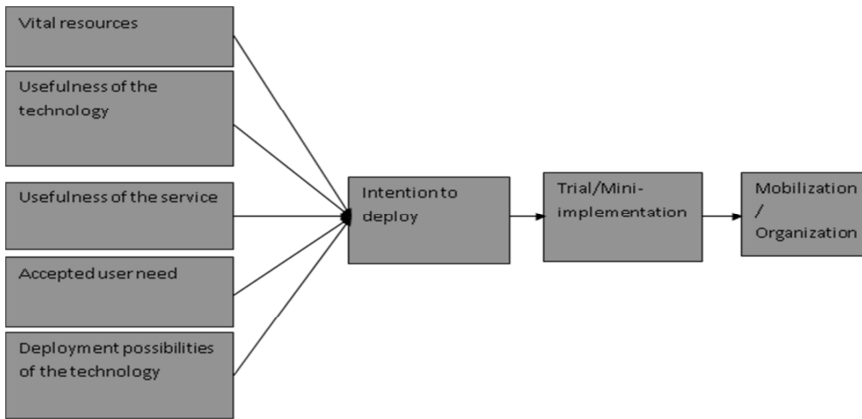 Vital resources
Usefulness of the
technology
Usefulness of the service
Accepted user need
Deployment possibilities
of the technology
Intention to
deploy
Trial/Mini-
implementation
Mobilization
/
Organization